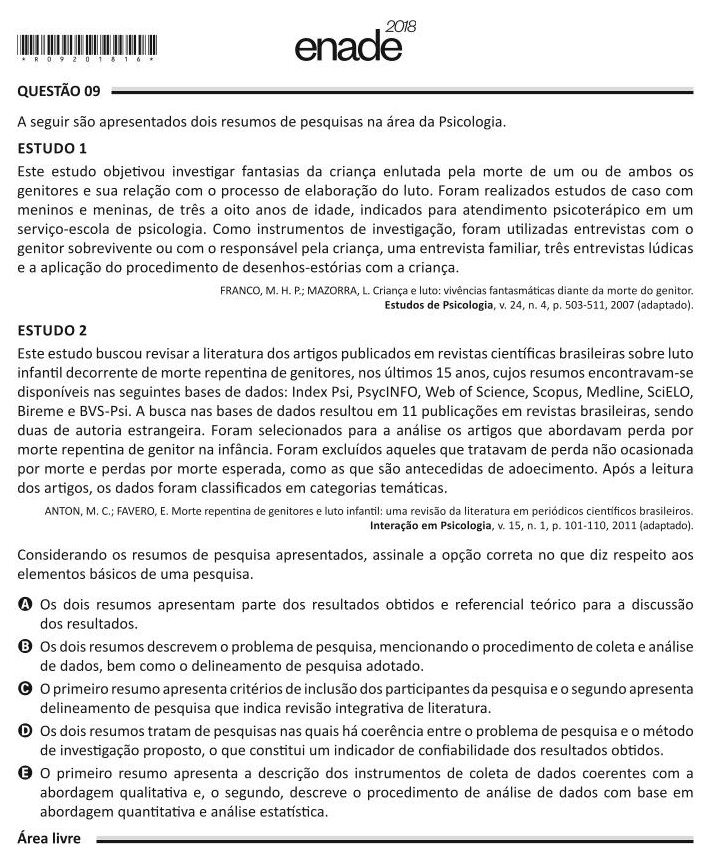 enade 2018
*R09201816*
QUESTÃO 09
A seguir são apresentados dois resumos de pesquisas na área da Psicologia.
ESTUDO 1
Este estudo objetivou investigar fantasias da criança enlutada pela morte de um ou de ambos os
genitores e sua relação com o processo de elaboração do luto. Foram realizados estudos de caso com
meninos e meninas, de três a oito anos de idade, indicados para atendimento psicoterápico em um
serviço-escola de psicologia. Como instrumentos de investigação, foram utilizadas entrevistas com o
genitor sobrevivente ou com o responsável pela criança, uma entrevista familiar, três entrevistas lúdicas
e a aplicação do procedimento de desenhos-estórias com a criança.
FRANCO, M. H. P.; MAZORRA, L. Criança e luto: vivências fantasmáticas diante da morte do genitor.
Estudos de Psicologia, v. 24, n. 4, p. 503-511, 2007 (adaptado).
ESTUDO 2
Este estudo buscou revisar a literatura dos artigos publicados em revistas científicas brasileiras sobre luto
infantil decorrente de morte repentina de genitores, nos últimos 15 anos, cujos resumos encontravam-se
disponíveis nas seguintes bases de dados: Index Psi, PsycINFO, Web of Science, Scopus, Medline, SciELO,
Bireme e BVS-Psi. A busca nas bases de dados resultou em 11 publicações em revistas brasileiras, sendo
duas de autoria estrangeira. Foram selecionados para a análise os artigos que abordavam perda por
morte repentina de genitor na infância. Foram excluídos aqueles que tratavam de perda não ocasionada
por morte e perdas por morte esperada, como as que são antecedidas de adoecimento. Após a leitura
dos artigos, os dados foram classificados em categorias temáticas.
ANTON, M. C.; FAVERO, E. Morte repentina de genitores e luto infantil: uma revisão da literatura em periódicos científicos brasileiros.
Interação em Psicologia, v. 15, n. 1, p. 101-110, 2011 (adaptado).
Considerando os resumos de pesquisa apresentados, assinale a opção correta no que diz respeito aos
elementos básicos de uma pesquisa.
A Os dois resumos apresentam parte dos resultados obtidos e referencial teórico para a discussão
dos resultados.
B Os dois resumos descrevem o problema de pesquisa, mencionando o procedimento de coleta e análise
de dados, bem como o delineamento de pesquisa adotado.
C O primeiro resumo apresenta critérios de inclusão dos participantes da pesquisa e o segundo apresenta
delineamento de pesquisa que indica revisão integrativa de literatura.
D Os dois resumos tratam de pesquisas nas quais há coerência entre o problema de pesquisa e o método
de investigação proposto, o que constitui um indicador de confiabilidade dos resultados obtidos.
E O primeiro resumo apresenta a descrição dos instrumentos de coleta de dados coerentes com a
abordagem qualitativa e, o segundo, descreve o procedimento de análise de dados com base em
abordagem quantitativa e análise estatística.
Área livre